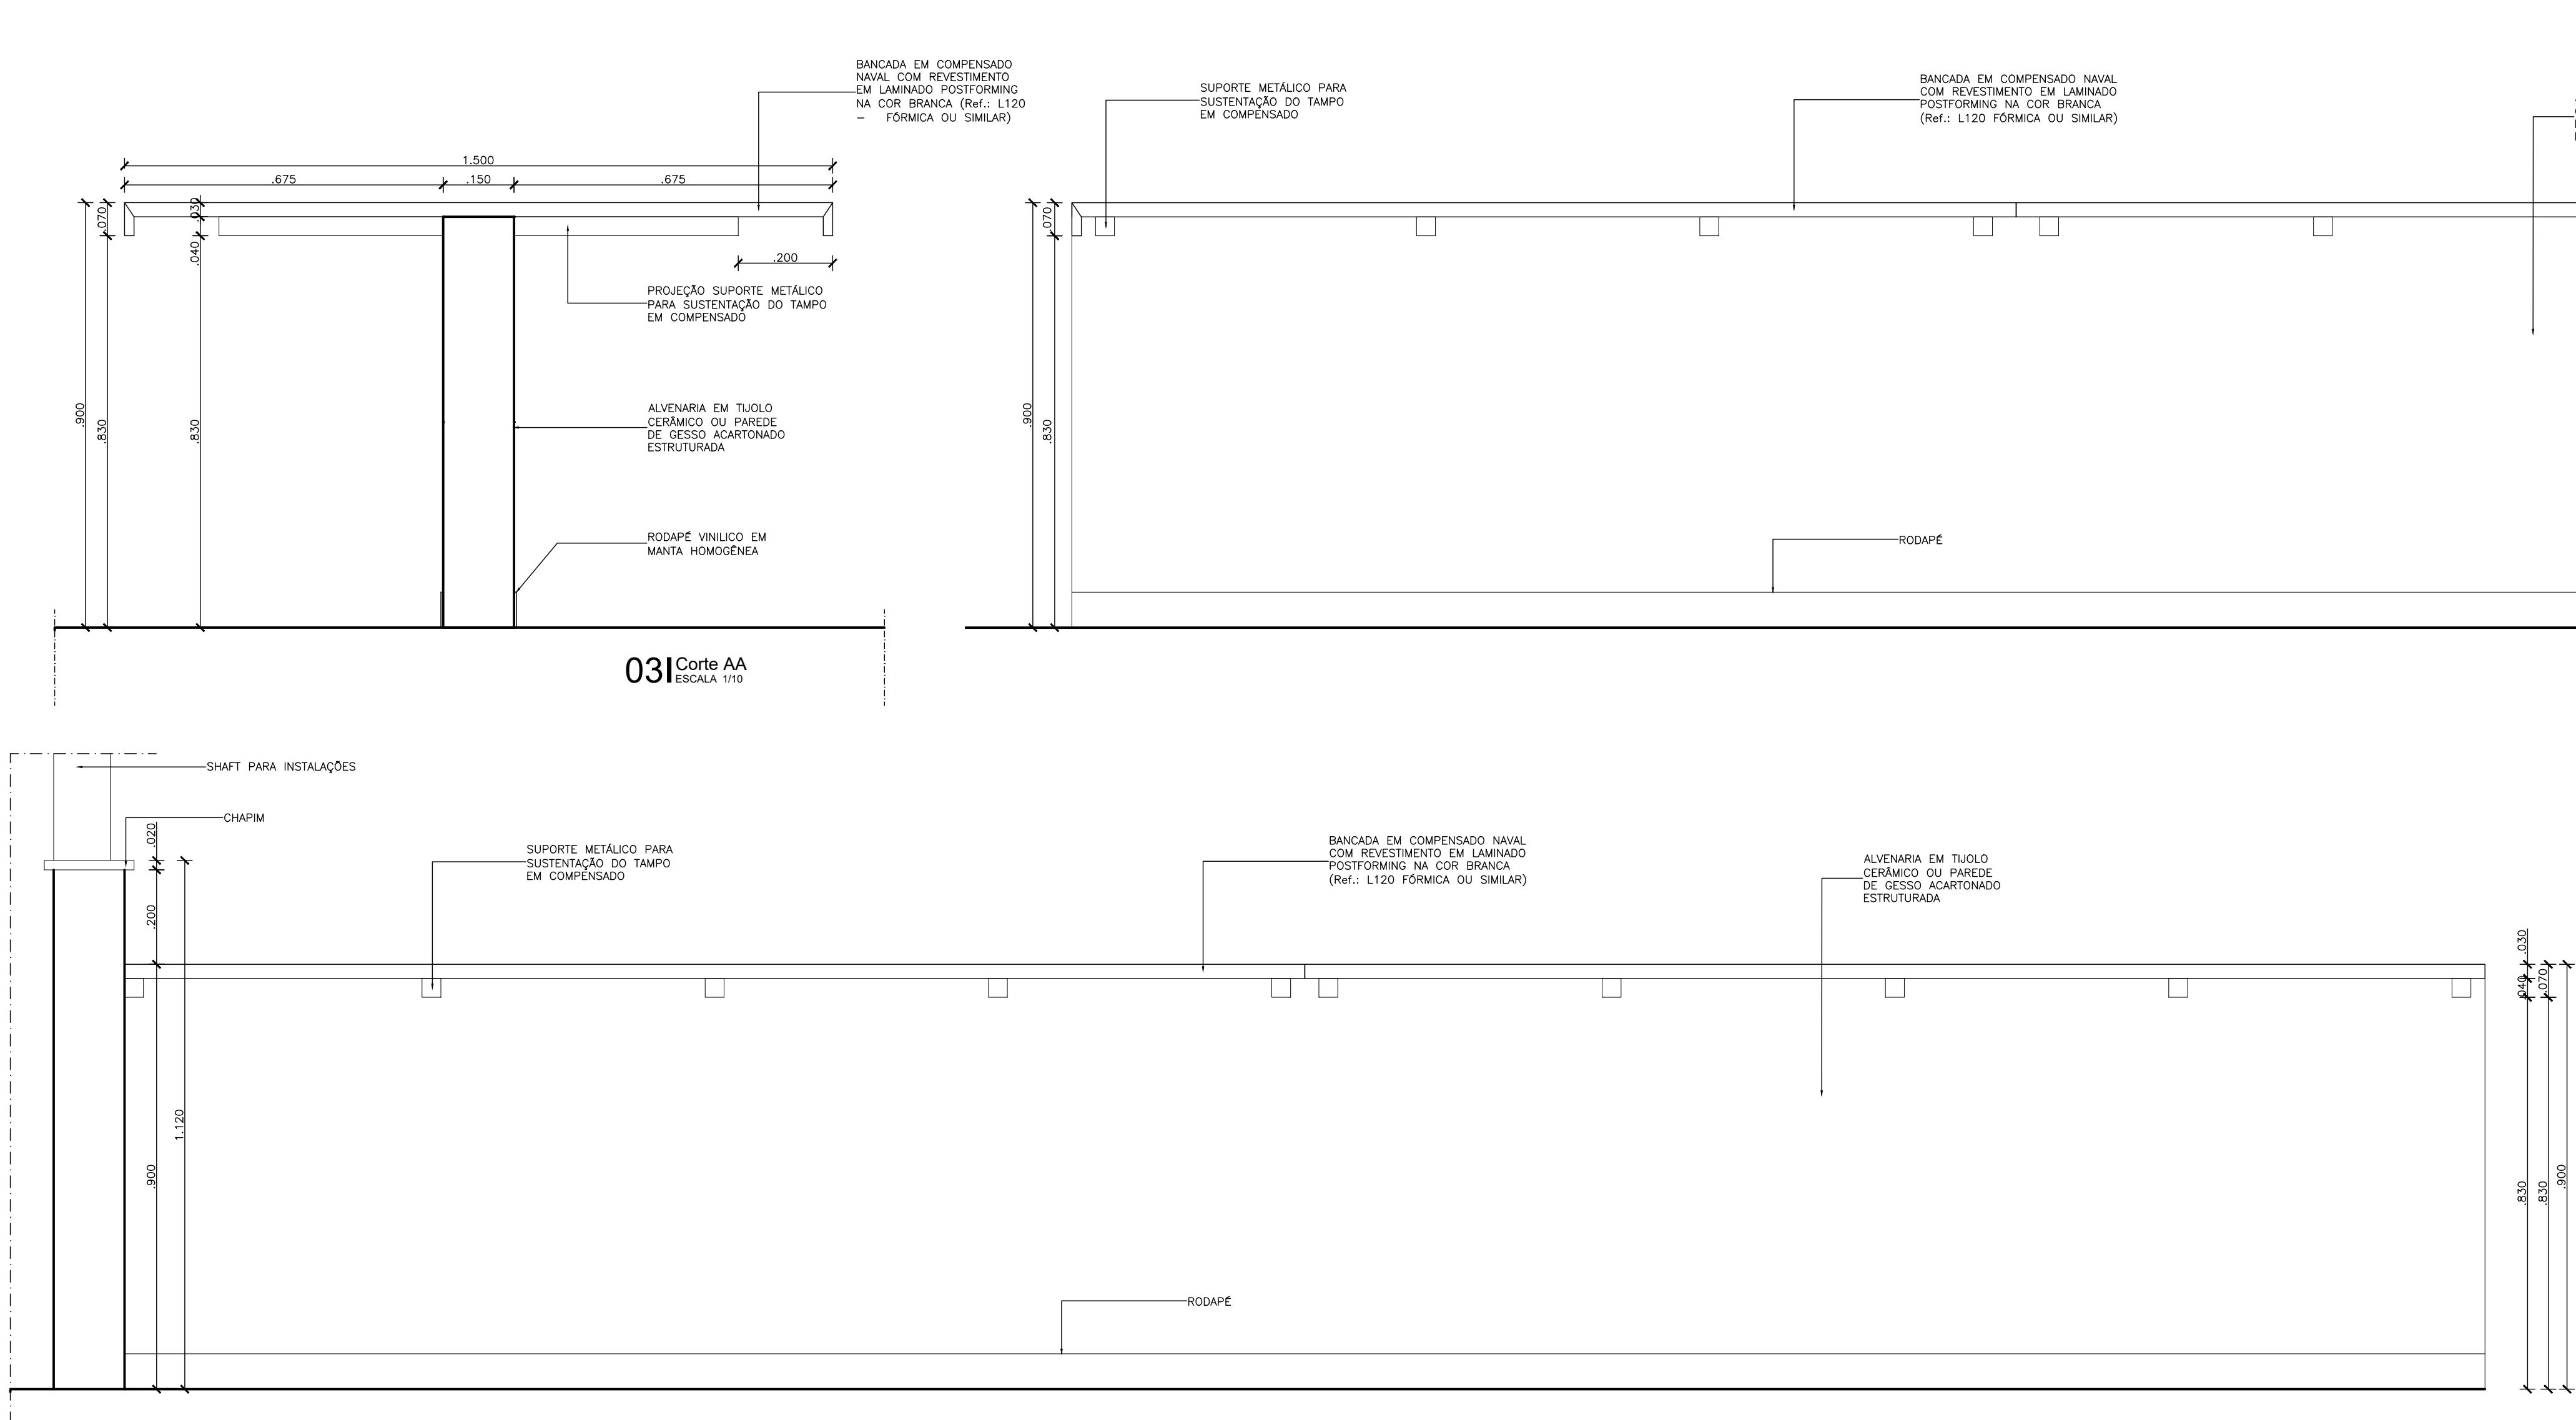 BANCADA EM COMPENSADO
NAVAL COM REVESTIMENTO
EM LAMINADO POSTFORMING
NA COR BRANCA (Ref.: L120
– FÓRMICA OU SIMILAR)
1.500
.675
.150
.675
.900
.070
.830
.030
.040
.830
.200
PROJEÇÃO SUPORTE METÁLICO
PARA SUSTENTAÇÃO DO TAMPO
EM COMPENSADO
ALVENARIA EM TIJOLO
CERÂMICO OU PAREDE
DE GESSO ACARTONADO
ESTRUTURADA
RODAPÉ VINILICO EM
MANTA HOMOGÊNEA
03 Corte AA
ESCALA 1/10
SUPORTE METÁLICO PARA
SUSTENTAÇÃO DO TAMPO
EM COMPENSADO
BANCADA EM COMPENSADO NAVAL
COM REVESTIMENTO EM LAMINADO
POSTFORMING NA COR BRANCA
(Ref.: L120 FÓRMICA OU SIMILAR)
.900
.070
.830
RODAPÉ
SHAFT PARA INSTALAÇÕES
CHAPIM
.020
.200
1.120
.900
SUPORTE METÁLICO PARA
SUSTENTAÇÃO DO TAMPO
EM COMPENSADO
BANCADA EM COMPENSADO NAVAL
COM REVESTIMENTO EM LAMINADO
POSTFORMING NA COR BRANCA
(Ref.: L120 FÓRMICA OU SIMILAR)
ALVENARIA EM TIJOLO
CERÂMICO OU PAREDE
DE GESSO ACARTONADO
ESTRUTURADA
.030
.040
.070
.830
.830
.900
RODAPÉ